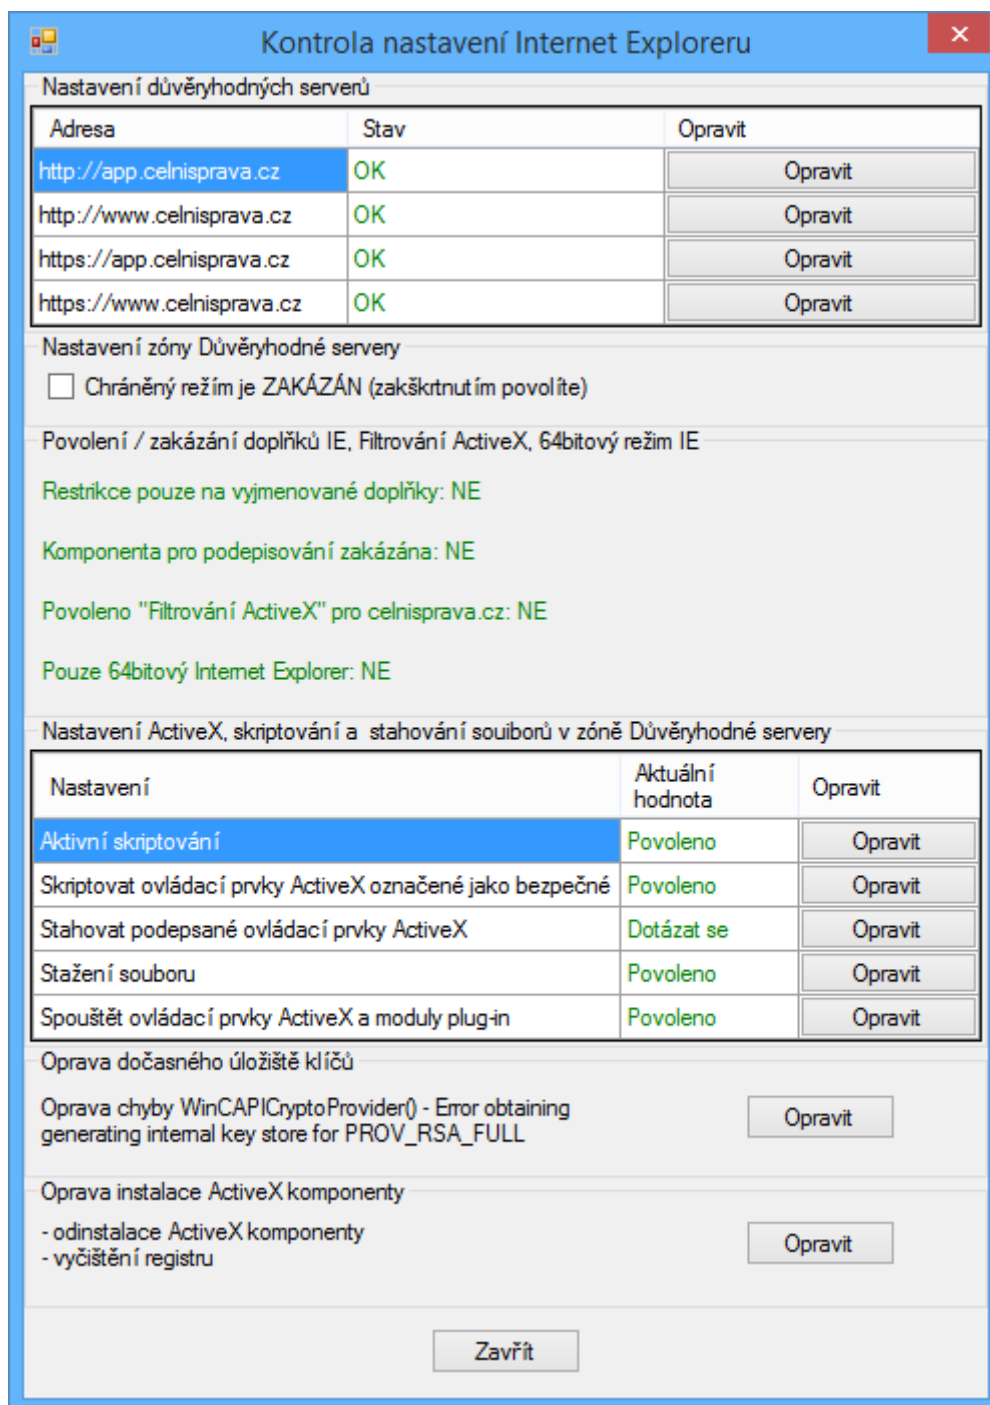 Kontrola nastavení Internet Exploreru
Nastavení důvěryhodných serverů
Adresa Stav Opravit
http://app.celnisprava.cz OK Opravit
http://www.celnisprava.cz OK Opravit
https://app.celnisprava.cz OK Opravit
https://www.celnisprava.cz OK Opravit
Nastavení zóny Důvěryhodné servery
Chráněný režím je ZAKÁZÁN (zakškrtnutím povolíte)
Povolení / zakázání doplňků IE, Filtrování ActiveX, 64bitový režim IE
Restrikce pouze na vyjmenované doplňky: NE
Komponenta pro podepisování zakázána: NE
Povoleno "Filtrování ActiveX" pro celnisprava.cz: NE
Pouze 64bitový Internet Explorer: NE
Nastavení ActiveX, skriptování a stahování souiborů v zóně Důvěryhodné servery
Nastavení Aktuální hodnota Opravit
Aktivní skriptování Povoleno Opravit
Skriptovat ovládací prvky ActiveX označené jako bezpečné Povoleno Opravit
Stahovat podepsané ovládací prvky ActiveX Dotázat se Opravit
Stažení souboru Povoleno Opravit
Spouštět ovládací prvky ActiveX a moduly plug-in Povoleno Opravit
Oprava dočasného úložiště klíčů
Oprava chyby WinCAPICryptoProvider() - Error obtaining
generating internal key store for PROV_RSA_FULL
Opravit
Oprava instalace ActiveX komponenty
- odinstalace ActiveX komponenty
- vyčištění registru
Opravit
Zavřít